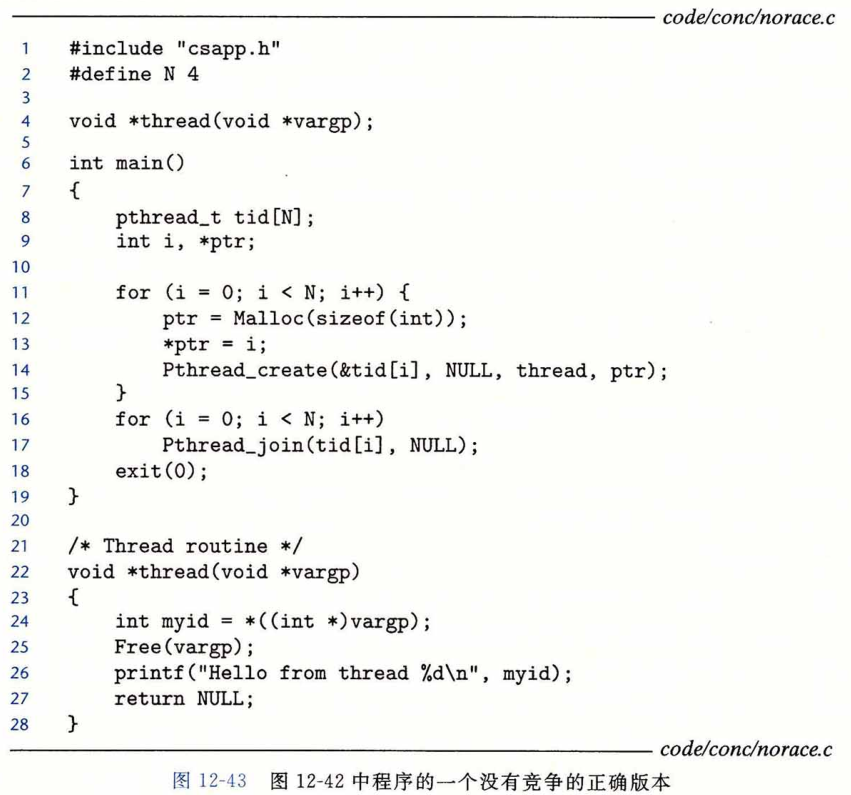 code/conc/norace.c
1 #include "csapp.h"
2 #define N 4
3
4 void *thread(void *vargp);
5
6 int main()
7 {
8     pthread_t tid[N];
9     int i, *ptr;
10
11     for (i = 0; i < N; i++) {
12         ptr = Malloc(sizeof(int));
13         *ptr = i;
14         Pthread_create(&tid[i], NULL, thread, ptr);
15     }
16     for (i = 0; i < N; i++)
17         Pthread_join(tid[i], NULL);
18     exit(0);
19 }
20
21 /* Thread routine */
22 void *thread(void *vargp)
23 {
24     int myid = *((int *)vargp);
25     Free(vargp);
26     printf("Hello from thread %d\n", myid);
27     return NULL;
28 }
code/conc/norace.c
图 12-43 图 12-42 中程序的一个没有竞争的正确版本